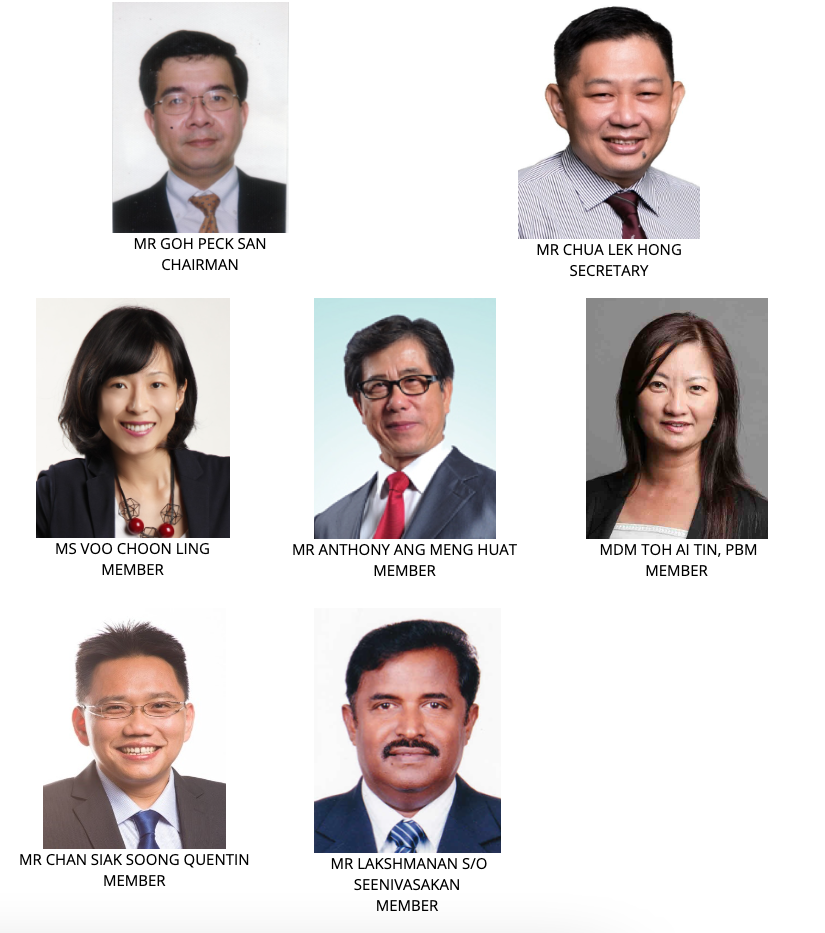 MR GOH PECK SAN
CHAIRMAN
MR CHUA LEK HONG
SECRETARY
MS VOO CHOON LING
MEMBER
MR ANTHONY ANG MENG HUAT
MEMBER
MDM TOH AI TIN, PBM
MEMBER
MR CHAN SIAK SOONG QUENTIN
MEMBER
MR LAKSHMANAN S/O
SEENIVASAKAN
MEMBER